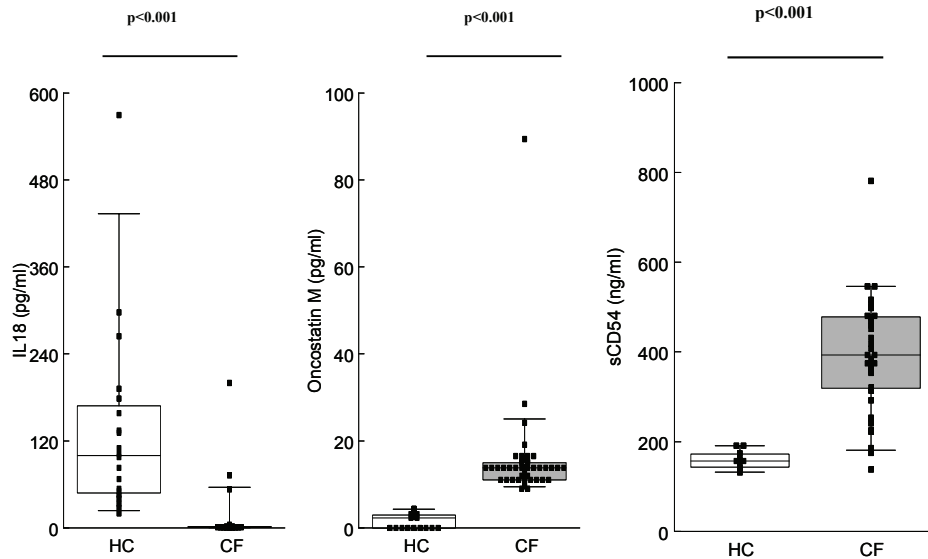 p<0.001
p<0.001
p<0.001
IL18 (pg/ml)
600
480
360
240
120
0
HC
CF
Oncostatin M (pg/ml)
100
80
60
40
20
0
HC
CF
sCD54 (ng/ml)
1000
800
600
400
200
0
HC
CF